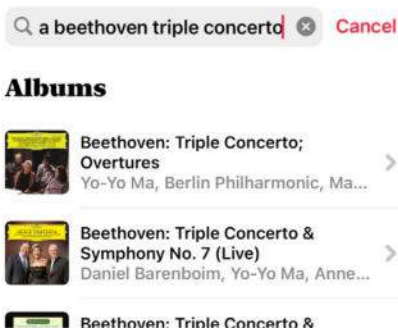 a beethoven triple concerto
Cancel
Albums
Beethoven: Triple Concerto;
Overtures
Yo-Yo Ma, Berlin Philharmonic, Ma...
Beethoven: Triple Concerto &
Symphony No. 7 (Live)
Daniel Barenboim, Yo-Yo Ma, Anne...
Beethoven: Triple Concerto &